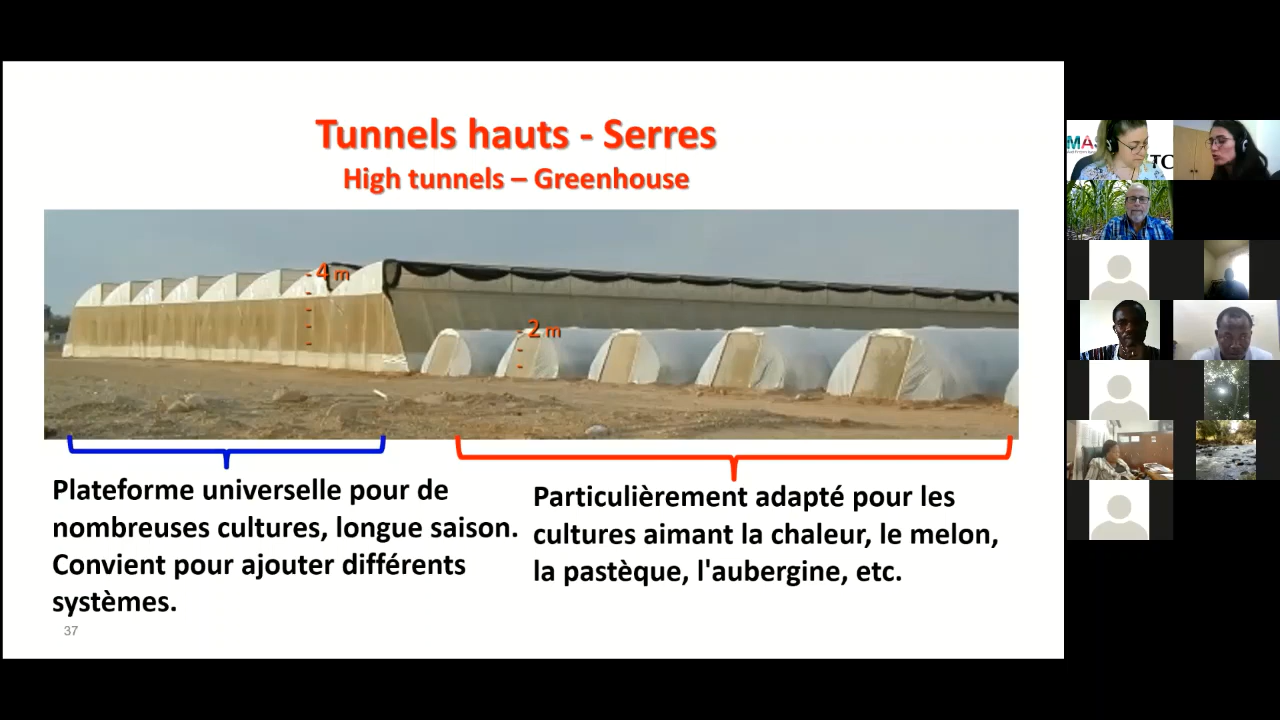 Tunnels hauts - Serres
High tunnels – Greenhouse
4 m
2 m
Plateforme universelle pour de
nombreuses cultures, longue saison.
Convient pour ajouter différents
systèmes.
Particulièrement adapté pour les
cultures aimant la chaleur, le melon,
la pastèque, l'aubergine, etc.
37